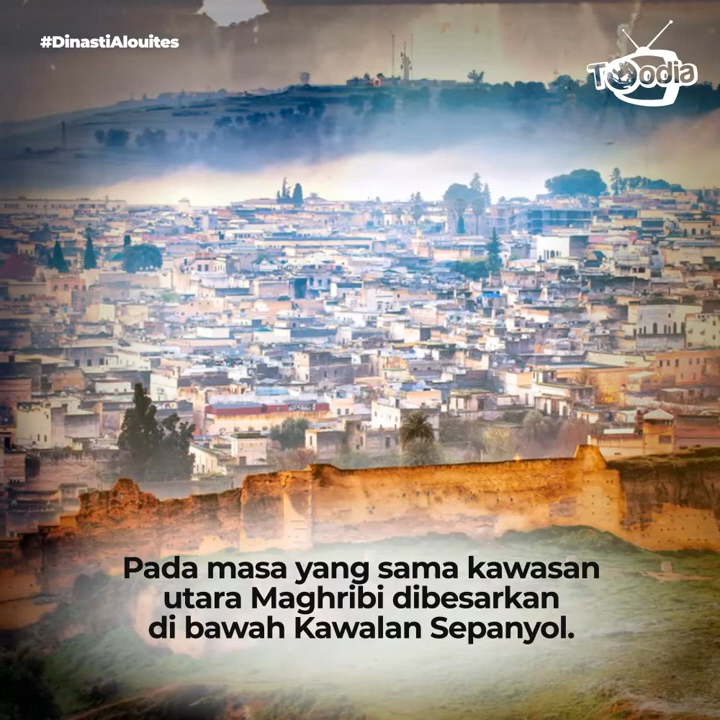 #DinastiAlouites
Toodia
Pada masa yang sama kawasan
utara Maghribi dibesarkan
di bawah Kawalan Sepanyol.